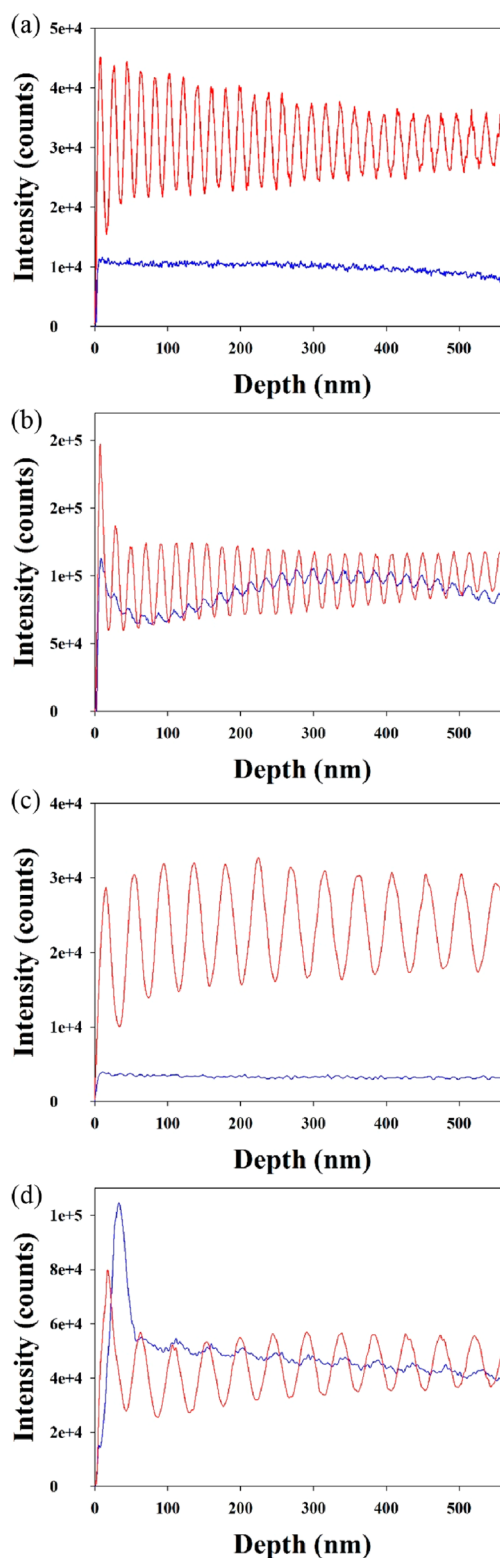 (a)
5e+4
4e+4
3e+4
2e+4
1e+4
0
Intensity (counts)
0 100 200 300 400 500
Depth (nm)
(b)
2e+5
2e+5
1e+5
5e+4
0
Intensity (counts)
0 100 200 300 400 500
Depth (nm)
(c)
4e+4
3e+4
2e+4
1e+4
0
Intensity (counts)
0 100 200 300 400 500
Depth (nm)
(d)
1e+5
8e+4
6e+4
4e+4
2e+4
0
Intensity (counts)
0 100 200 300 400 500
Depth (nm)